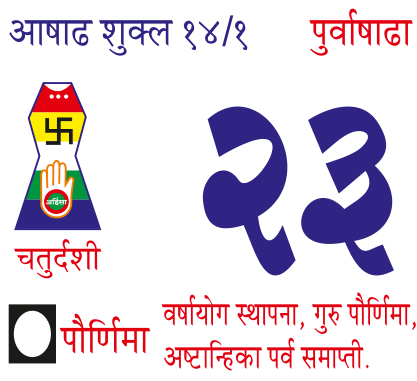 आषाढ शुक्ल १४/१
पुर्वाषाढा
२३
अहिंसा
चतुर्दशी
पौर्णिमा
वर्षायोग स्थापना, गुरु पौर्णिमा,
अष्टान्हिका पर्व समाप्ती.